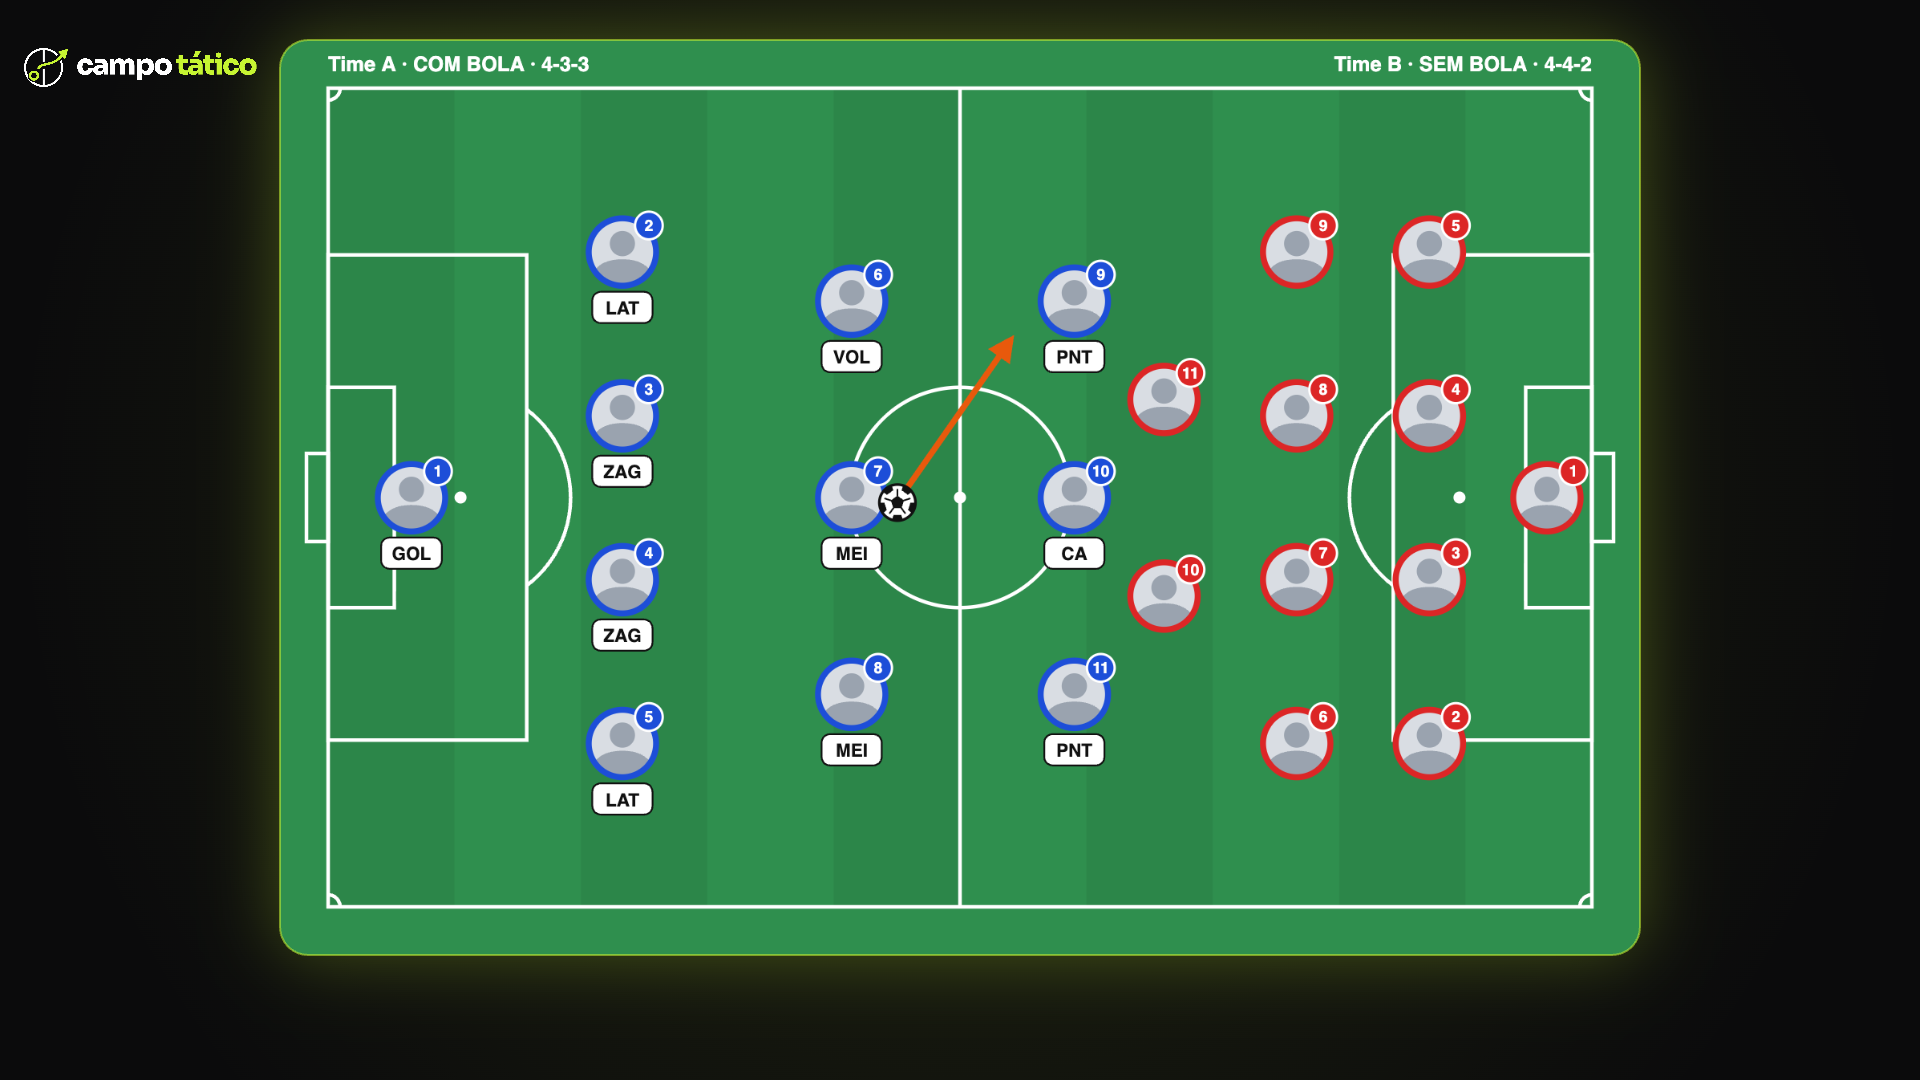 campo tático
Time A · COM BOLA · 4-3-3
Time B · SEM BOLA · 4-4-2
2
LAT
9
5
6
VOL
9
PNT
3
ZAG
11
8
4
1
GOL
7
MEI
10
CA
1
4
ZAG
10
7
3
8
MEI
11
PNT
5
LAT
6
2